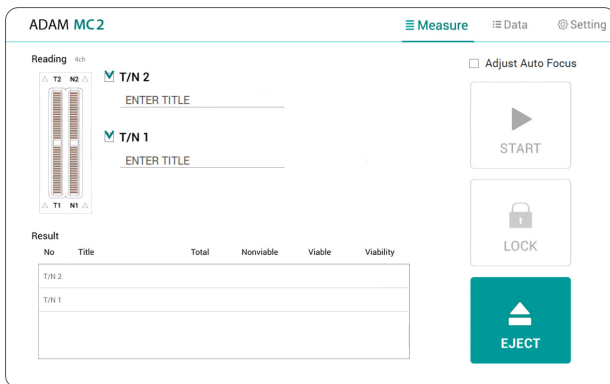 ADAM MC2
Measure
Data
Setting
Reading 4ch
T2 N2
T1 N1
T/N 2
ENTER TITLE
T/N 1
ENTER TITLE
Adjust Auto Focus
START
LOCK
EJECT
Result
No Title Total Nonviable Viable Viability
T/N 2
T/N 1